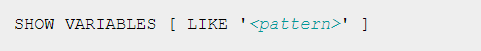 SHOW VARIABLES [ LIKE '<pattern>' ]